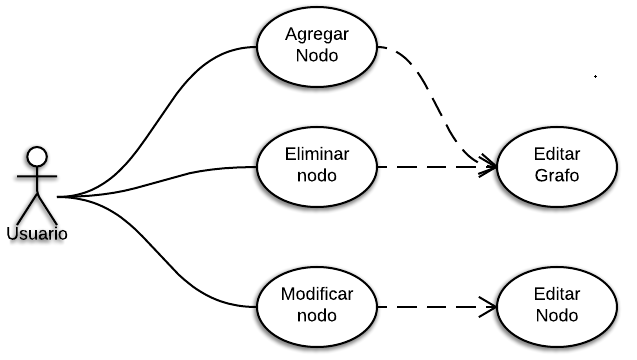 Agregar
Nodo
Eliminar
nodo
Editar
Grafo
Usuario
Modificar
nodo
Editar
Nodo